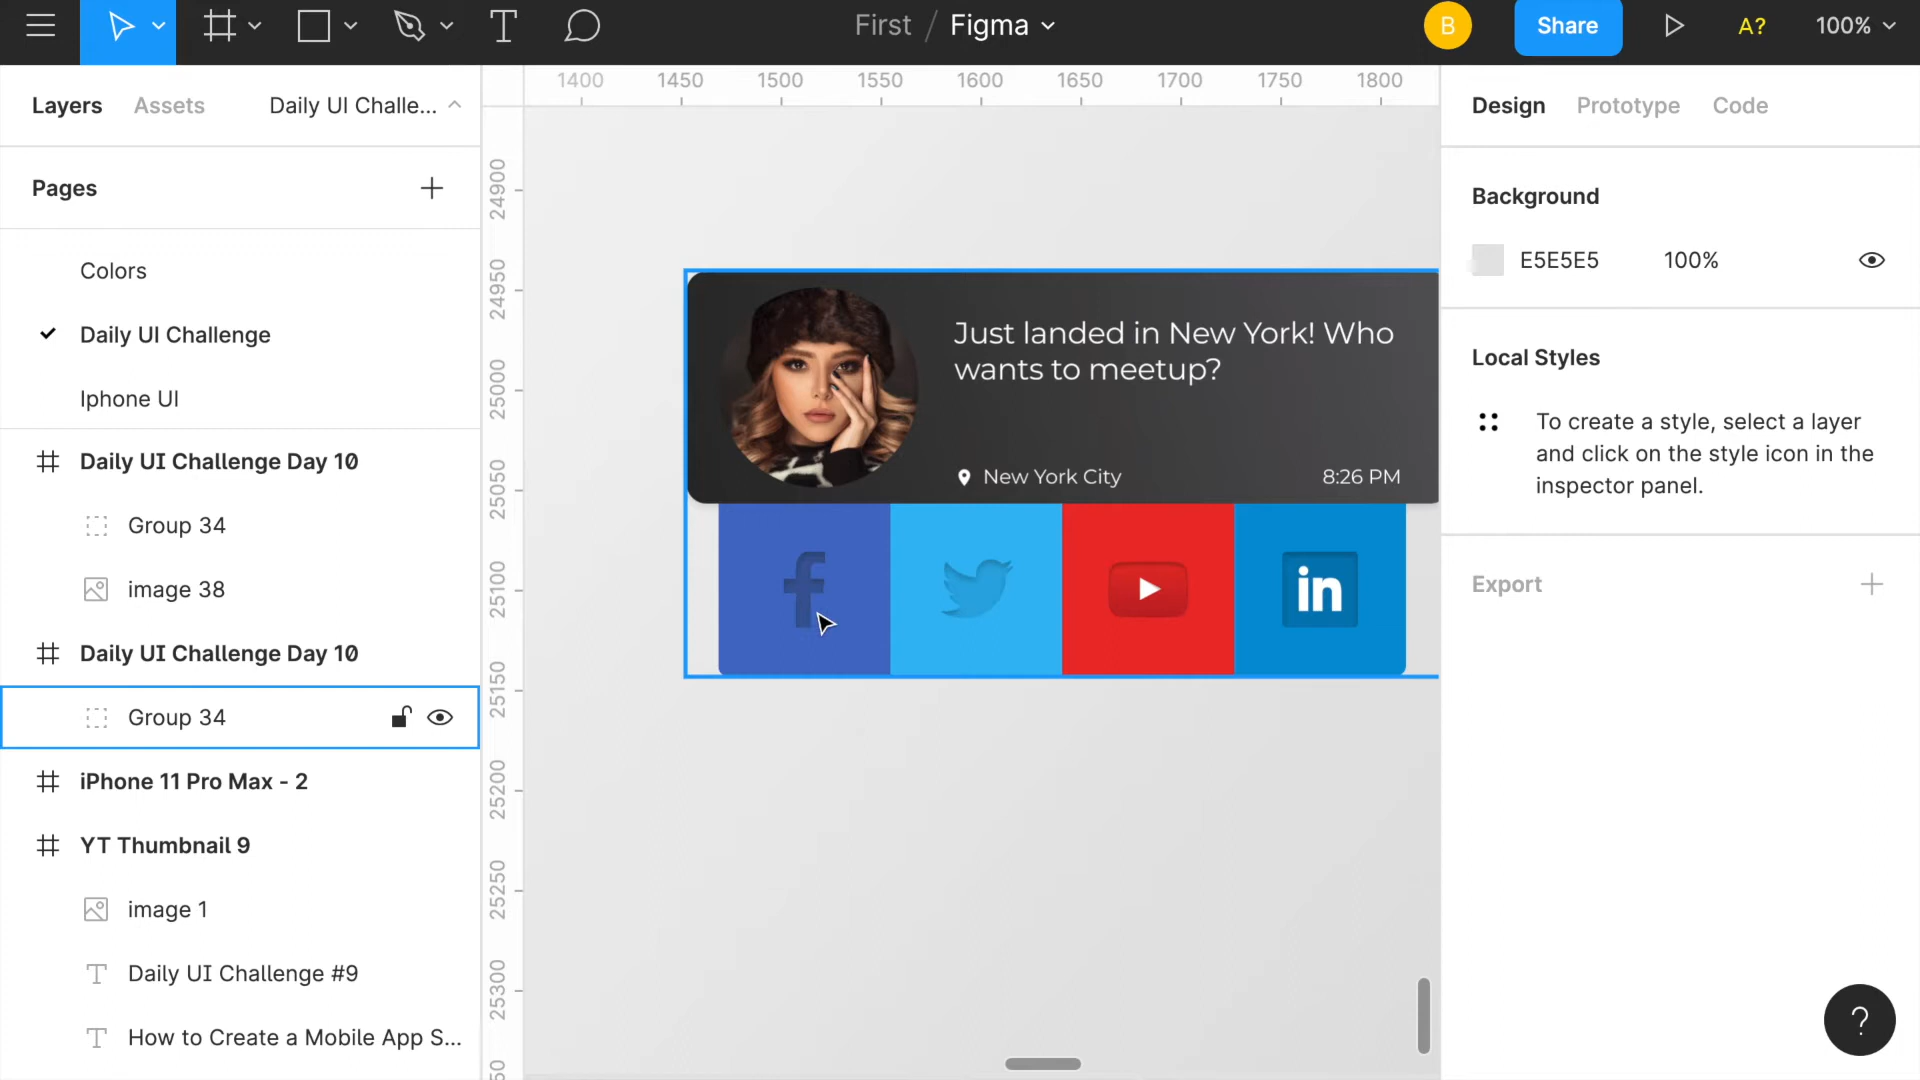 First / Figma
B
Share
A?
100%
Layers
Assets
Daily UI Challe...
Pages
Colors
Daily UI Challenge
Iphone UI
Daily UI Challenge Day 10
Group 34
image 38
Daily UI Challenge Day 10
Group 34
iPhone 11 Pro Max - 2
YT Thumbnail 9
image 1
Daily UI Challenge #9
How to Create a Mobile App S...
1400 1450 1500 1550 1600 1650 1700 1750 1800
24900
24950
25000
25050
25100
25150
25200
25250
25300
50
Just landed in New York! Who
wants to meetup?
New York City
8:26 PM
f
in
Design
Prototype
Code
Background
E5E5E5
100%
Local Styles
To create a style, select a layer
and click on the style icon in the
inspector panel.
Export
?